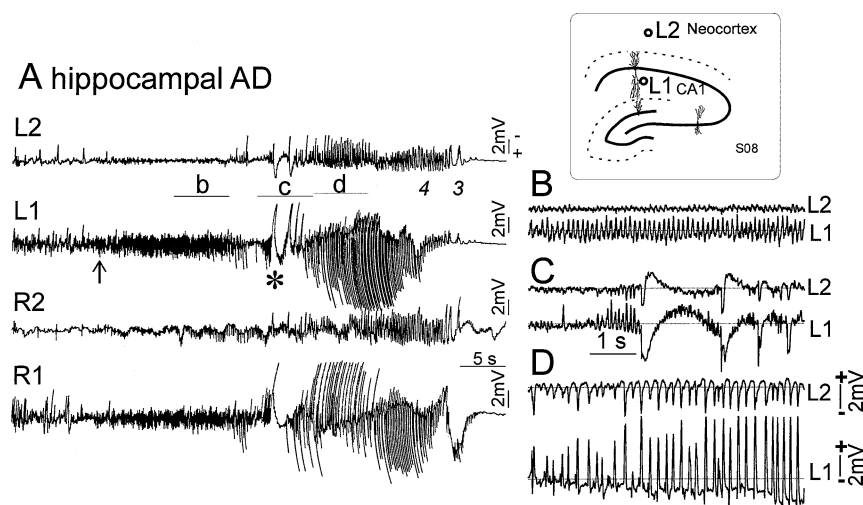 L2 Neocortex
L1 CA1
S08
A hippocampal AD
L2
2mV
-
+
b
c
d
4
3
L1
2mV
*
R2
2mV
5 s
R1
2mV
B
L2
L1
C
L2
L1
1 s
D
L2
+
-
2mV
L1
+
-
2mV